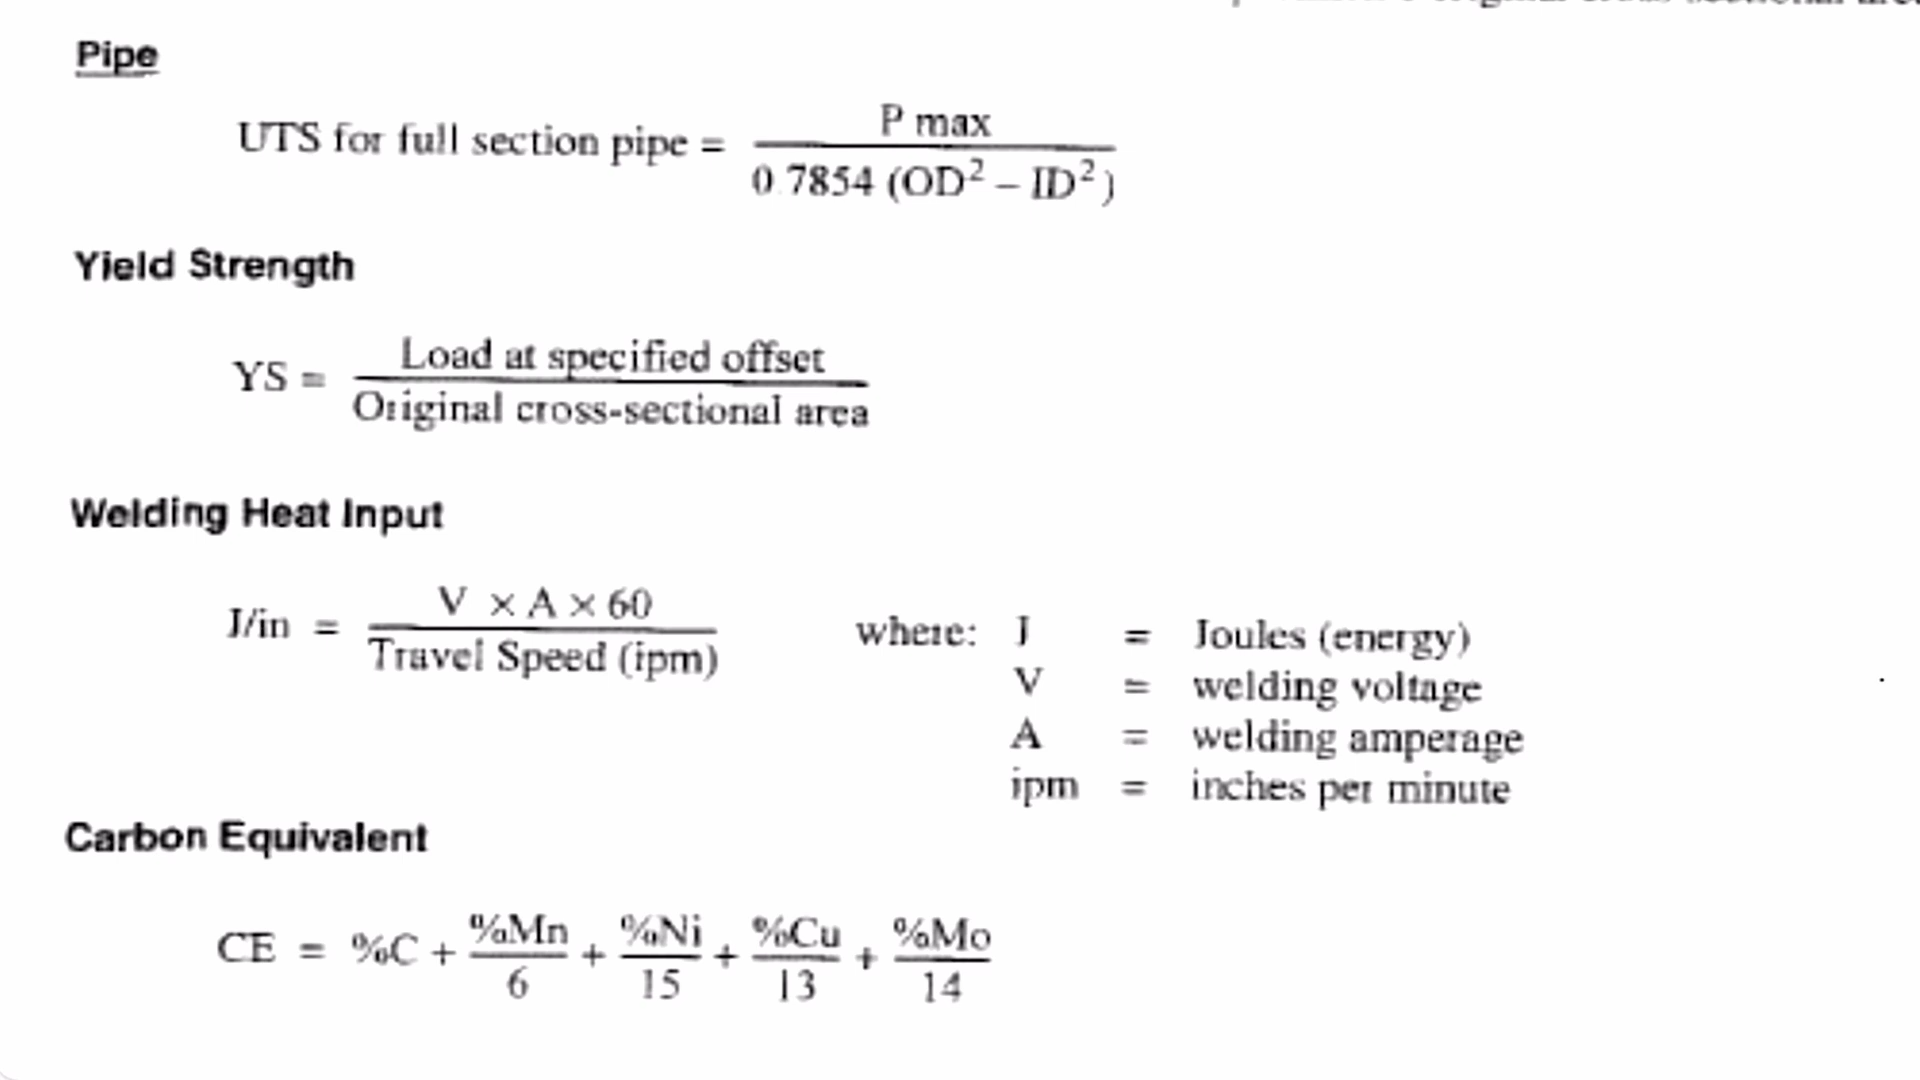 Pipe
UTS for full section pipe = P max / 0.7854 (OD² – ID²)
Yield Strength
YS = Load at specified offset / Original cross-sectional area
Welding Heat Input
J/in = V × A × 60 / Travel Speed (ipm)
where: J = Joules (energy)
V = welding voltage
A = welding amperage
ipm = inches per minute
Carbon Equivalent
CE = %C + %Mn/6 + %Ni/15 + %Cu/13 + %Mo/14